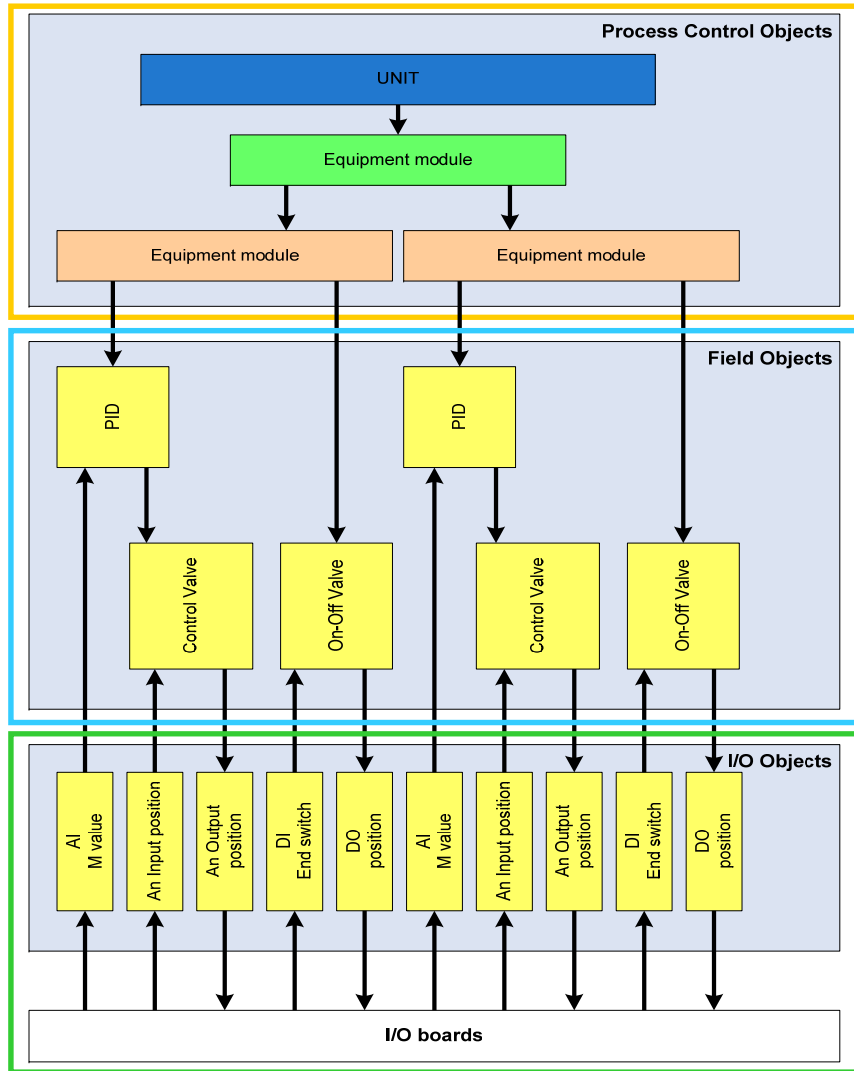 Process Control Objects
UNIT
Equipment module
Equipment module
Equipment module
Field Objects
PID
PID
Control Valve
On-Off Valve
Control Valve
On-Off Valve
I/O Objects
AI
M value
An Input position
An Output
position
DI
End switch
DO
position
AI
M value
An Input position
An Output
position
DI
End switch
DO
position
I/O boards